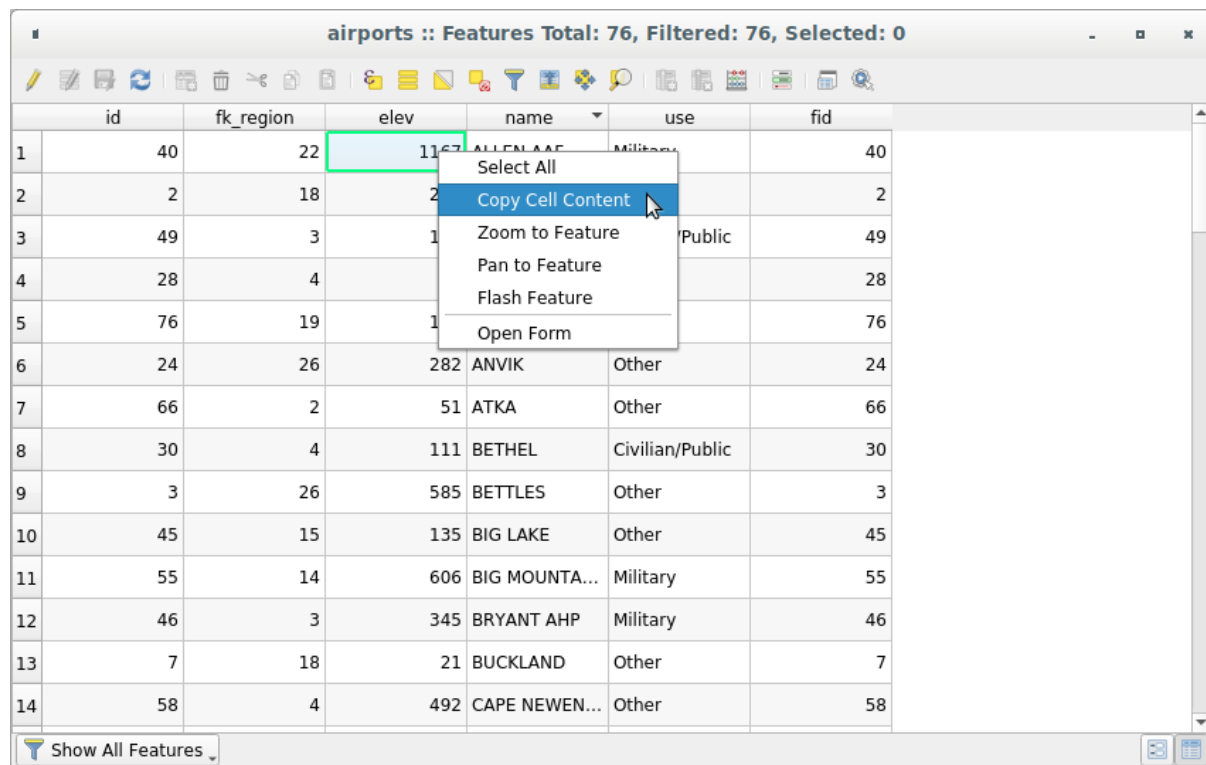 airports :: Features Total: 76, Filtered: 76, Selected: 0
id fk_region elev name use fid
1 40 22 1167 ALLEN AAF Military 40
Select All
2 2 18 2
Copy Cell Content
3 49 3 /Public 49
Zoom to Feature
4 28 4 28
Pan to Feature
Flash Feature
5 76 19 76
Open Form
6 24 26 282 ANVIK Other 24
7 66 2 51 ATKA Other 66
8 30 4 111 BETHEL Civilian/Public 30
9 3 26 585 BETTLES Other 3
10 45 15 135 BIG LAKE Other 45
11 55 14 606 BIG MOUNTA... Military 55
12 46 3 345 BRYANT AHP Military 46
13 7 18 21 BUCKLAND Other 7
14 58 4 492 CAPE NEWEN... Other 58
Show All Features